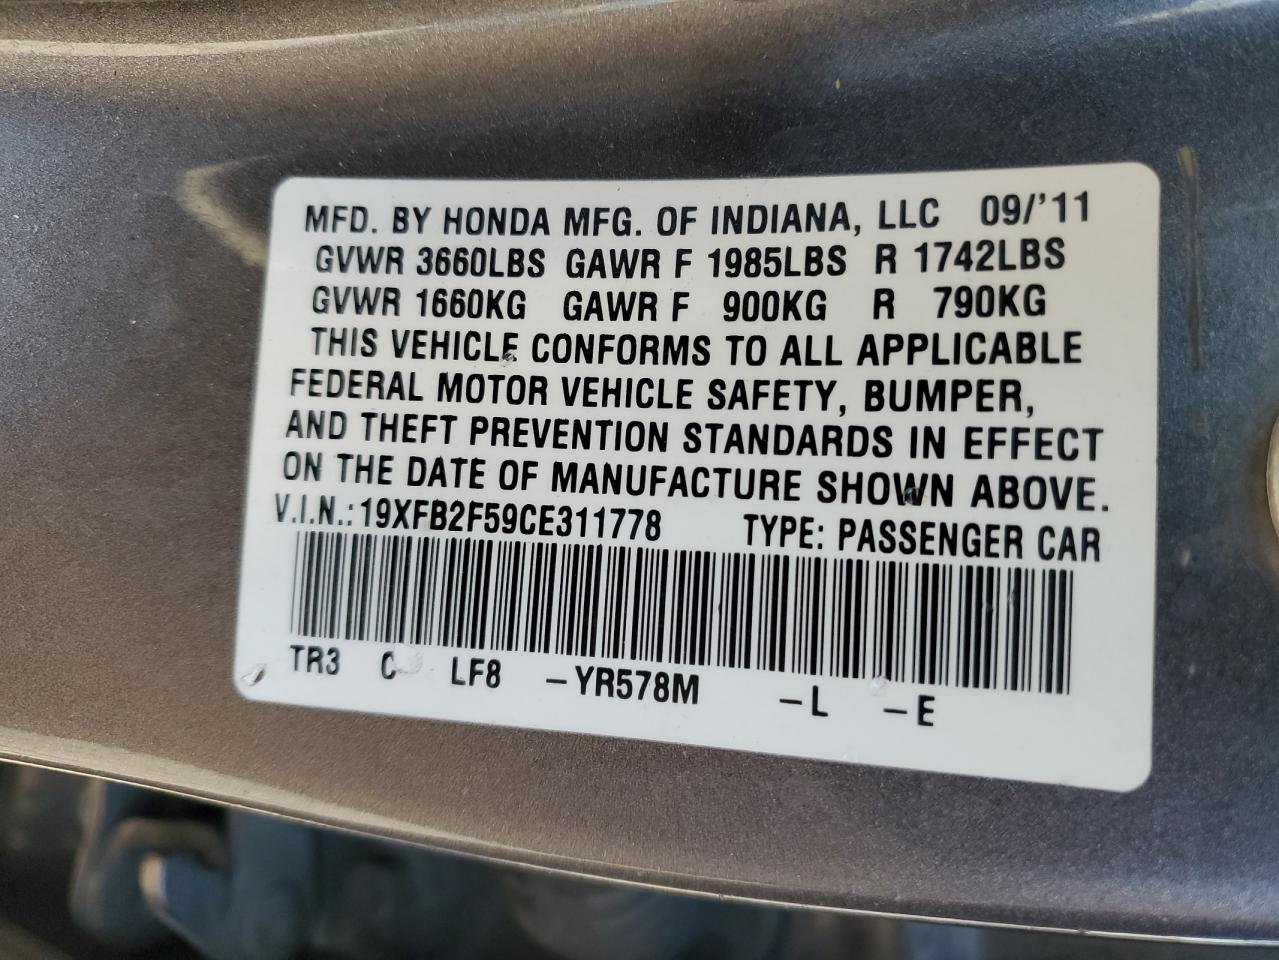 MFD. BY HONDA MFG. OF INDIANA, LLC 09/'11
GVWR 3660LBS GAWR F 1985LBS R 1742LBS
GVWR 1660KG GAWR F 900KG R 790KG
THIS VEHICLE CONFORMS TO ALL APPLICABLE
FEDERAL MOTOR VEHICLE SAFETY, BUMPER,
AND THEFT PREVENTION STANDARDS IN EFFECT
ON THE DATE OF MANUFACTURE SHOWN ABOVE.
V.I.N.: 19XFB2F59CE311778 TYPE: PASSENGER CAR
TR3 C LF8 -YR578M -L -E